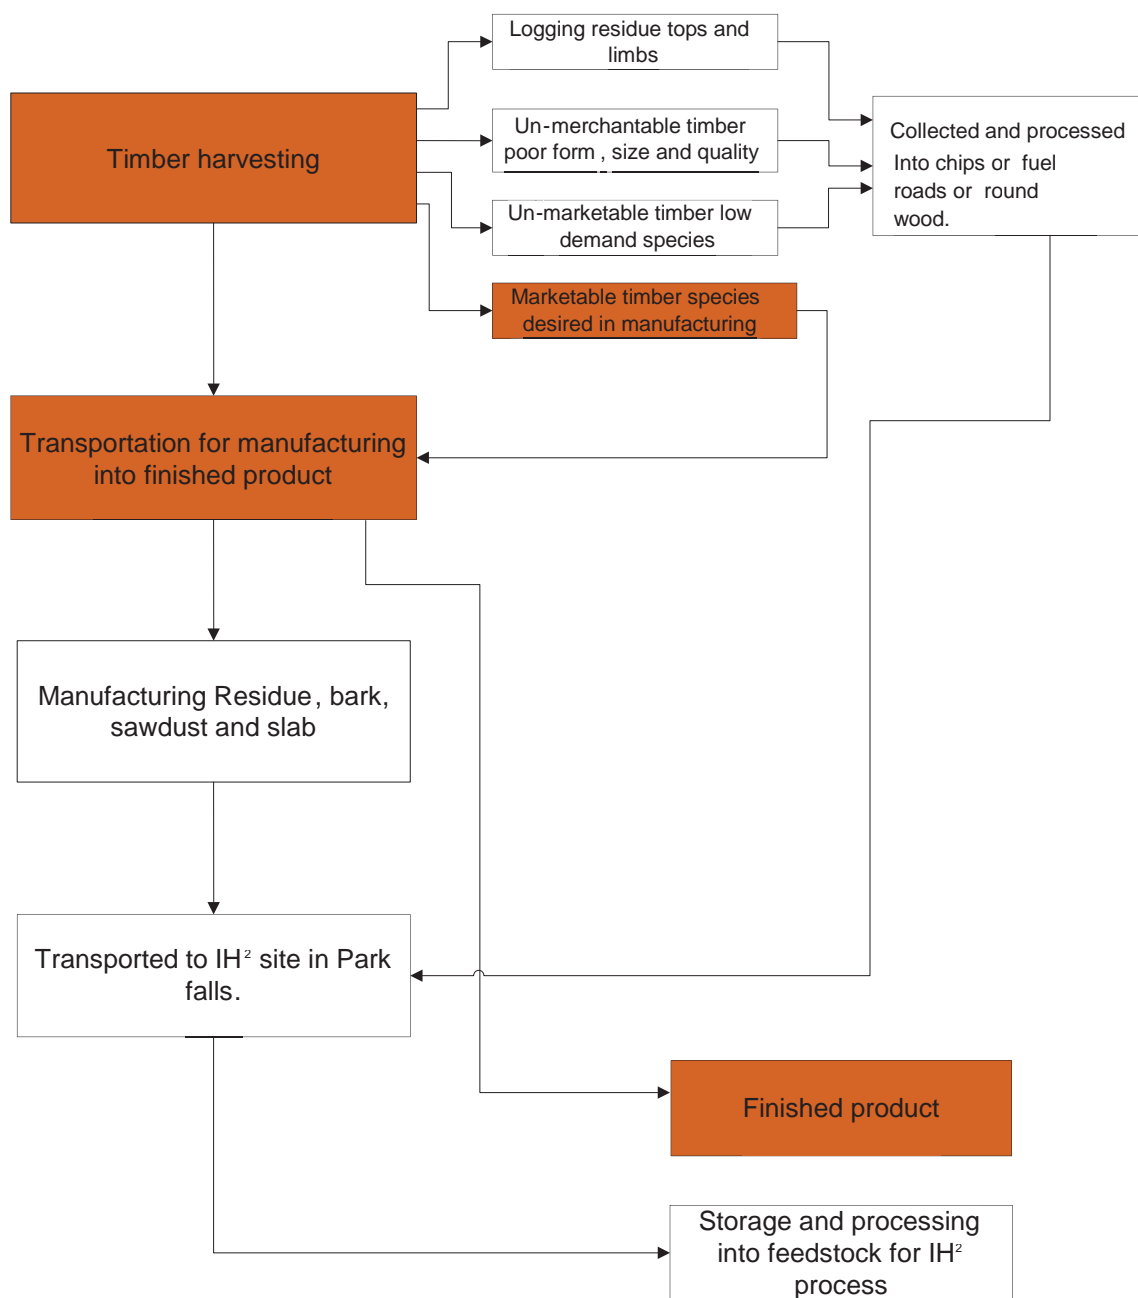 Logging residue tops and
limbs
Timber harvesting
Un-merchantable timber
poor form , size and quality
Collected and processed
Into chips or fuel
roads or round
wood.
Un-marketable timber low
demand species
Marketable timber species
desired in manufacturing
Transportation for manufacturing
into finished product
Manufacturing Residue, bark,
sawdust and slab
Transported to IH² site in Park
falls.
Finished product
Storage and processing
into feedstock for IH²
process